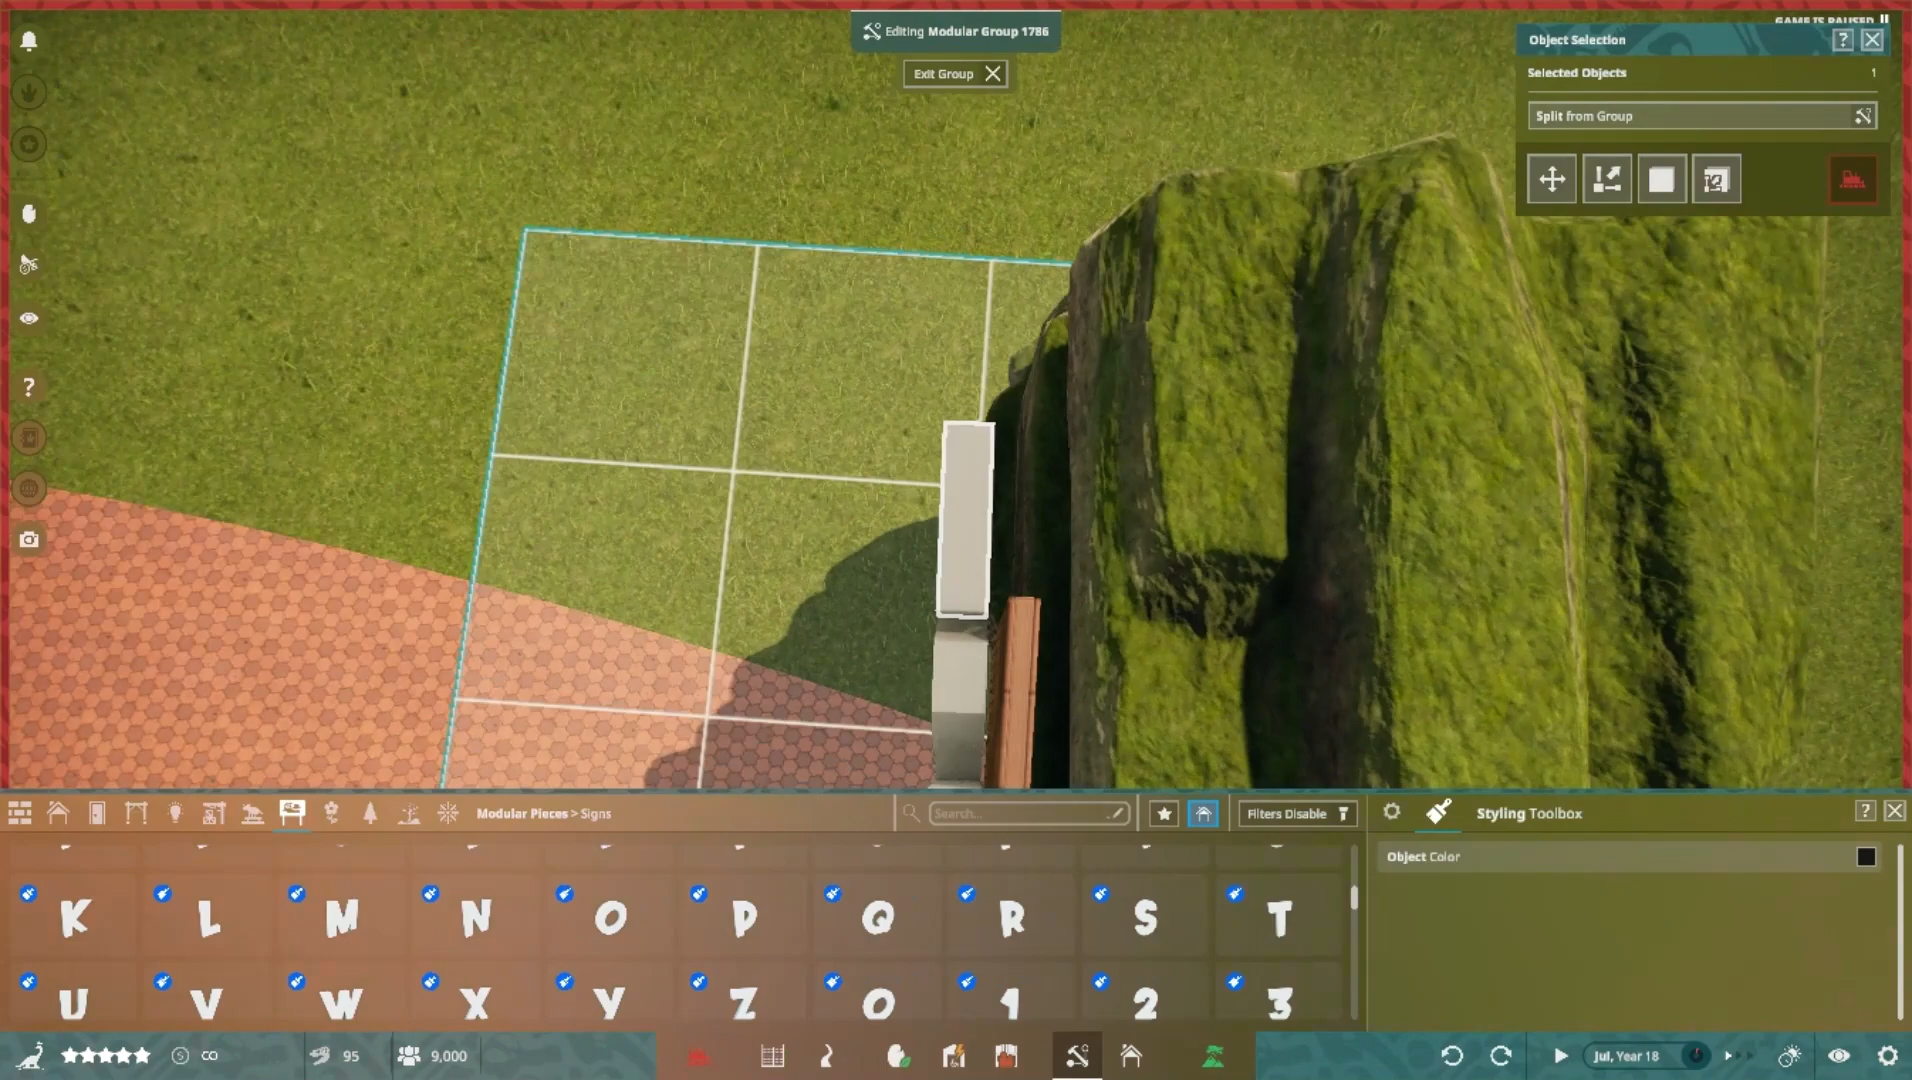 GAME IS PAUSED
Editing Modular Group 1786
Exit Group
Object Selection
?
Selected Objects 1
Split from Group
?
Modular Pieces > Signs
Search...
Filters Disable
Styling Toolbox
?
Object Color
K L M N O P Q R S T
U V W X Y Z 0 1 2 3
95
9,000
Jul, Year 18